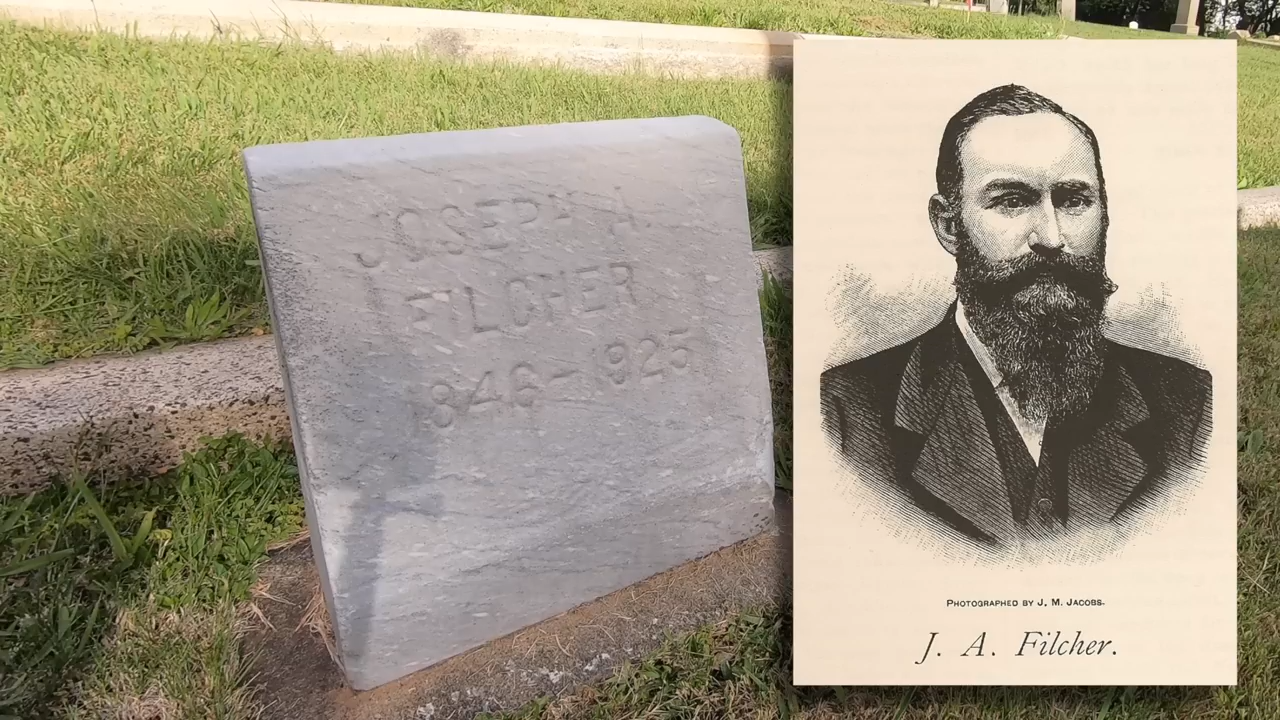 JOSEPH A.
FILCHER
1846-1925
PHOTOGRAPHED BY J. M. JACOBS.
J. A. Filcher.